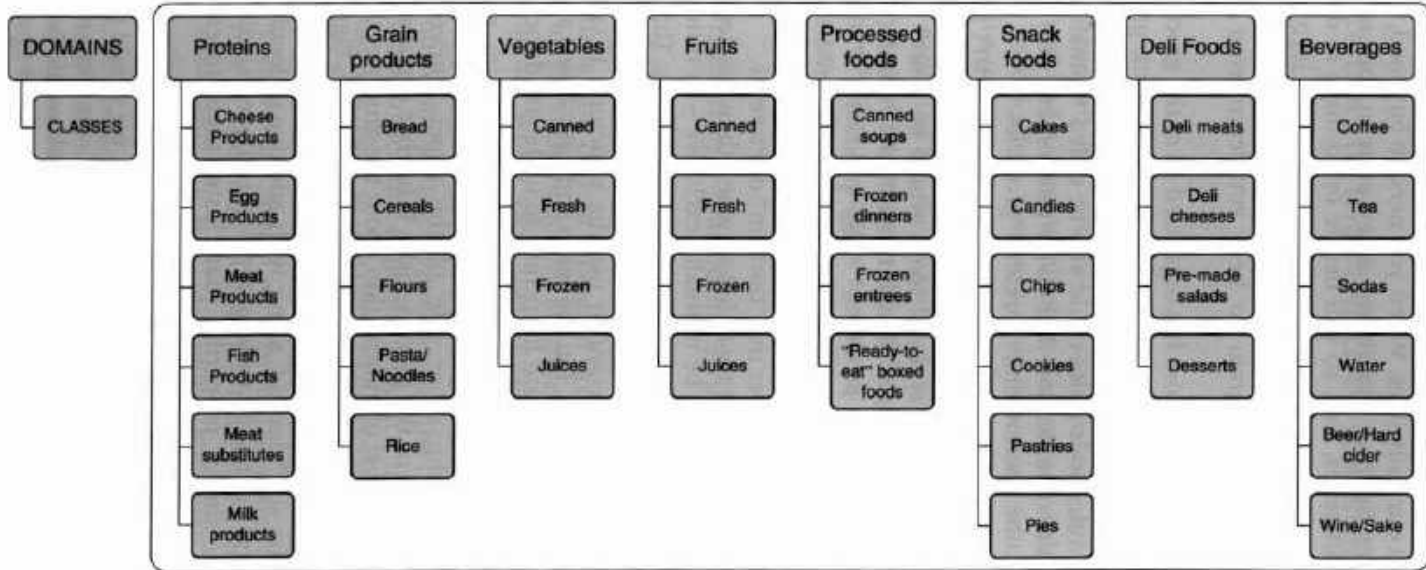 DOMAINS
CLASSES
Proteins
Cheese
Products
Egg
Products
Meat
Products
Fish
Products
Meat
substitutes
Milk
products
Grain
products
Bread
Cereals
Flours
Pasta/
Noodles
Rice
Vegetables
Canned
Fresh
Frozen
Juices
Fruits
Canned
Fresh
Frozen
Juices
Processed
foods
Canned
soups
Frozen
dinners
Frozen
entrees
"Ready-to-
eat" boxed
foods
Snack
foods
Cakes
Candies
Chips
Cookies
Pastries
Pies
Deli Foods
Deli meats
Deli
cheeses
Pre-made
salads
Desserts
Beverages
Coffee
Tea
Sodas
Water
Beer/Hard
cider
Wine/Sake